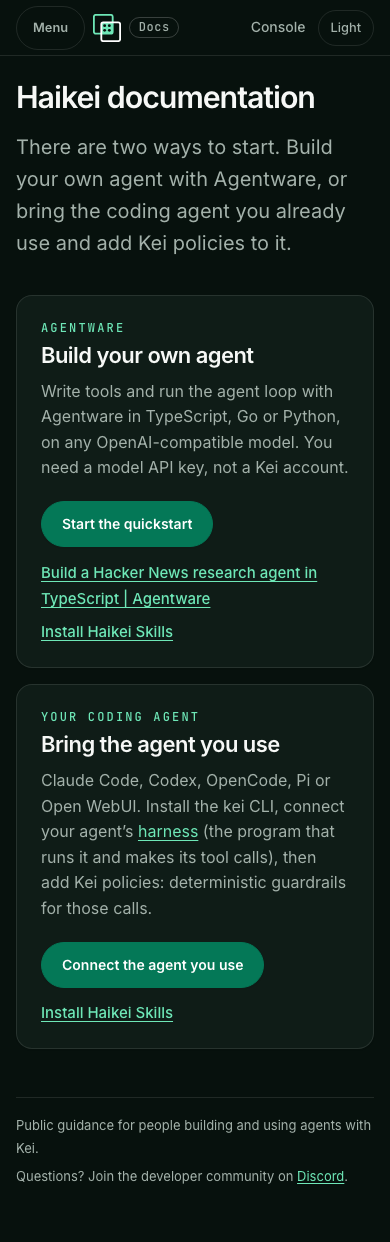 Menu
Docs
Console
Light
Haikei documentation
There are two ways to start. Build
your own agent with Agentware, or
bring the coding agent you already
use and add Kei policies to it.
AGENTWARE
Build your own agent
Write tools and run the agent loop with
Agentware in TypeScript, Go or Python,
on any OpenAI-compatible model. You
need a model API key, not a Kei account.
Start the quickstart
Build a Hacker News research agent in
TypeScript | Agentware
Install Haikei Skills
YOUR CODING AGENT
Bring the agent you use
Claude Code, Codex, OpenCode, Pi or
Open WebUI. Install the kei CLI, connect
your agent’s harness (the program that
runs it and makes its tool calls), then
add Kei policies: deterministic guardrails
for those calls.
Connect the agent you use
Install Haikei Skills
Public guidance for people building and using agents with
Kei.
Questions? Join the developer community on Discord.